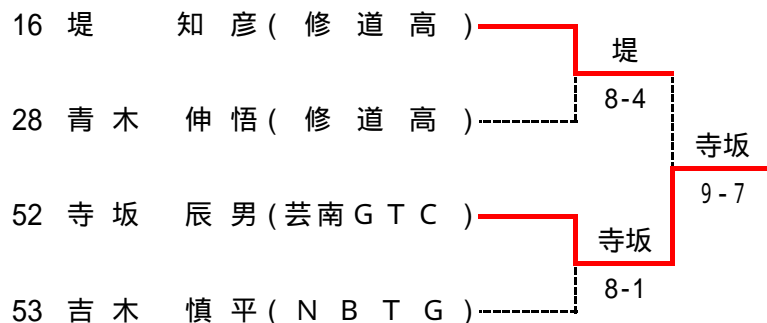 16 堤 知彦(修道高)
堤
8-4
28 青木 伸悟(修道高)
寺坂
9-7
52 寺坂 辰男(芸南GTC)
寺坂
8-1
53 吉木 慎平(NBTG)